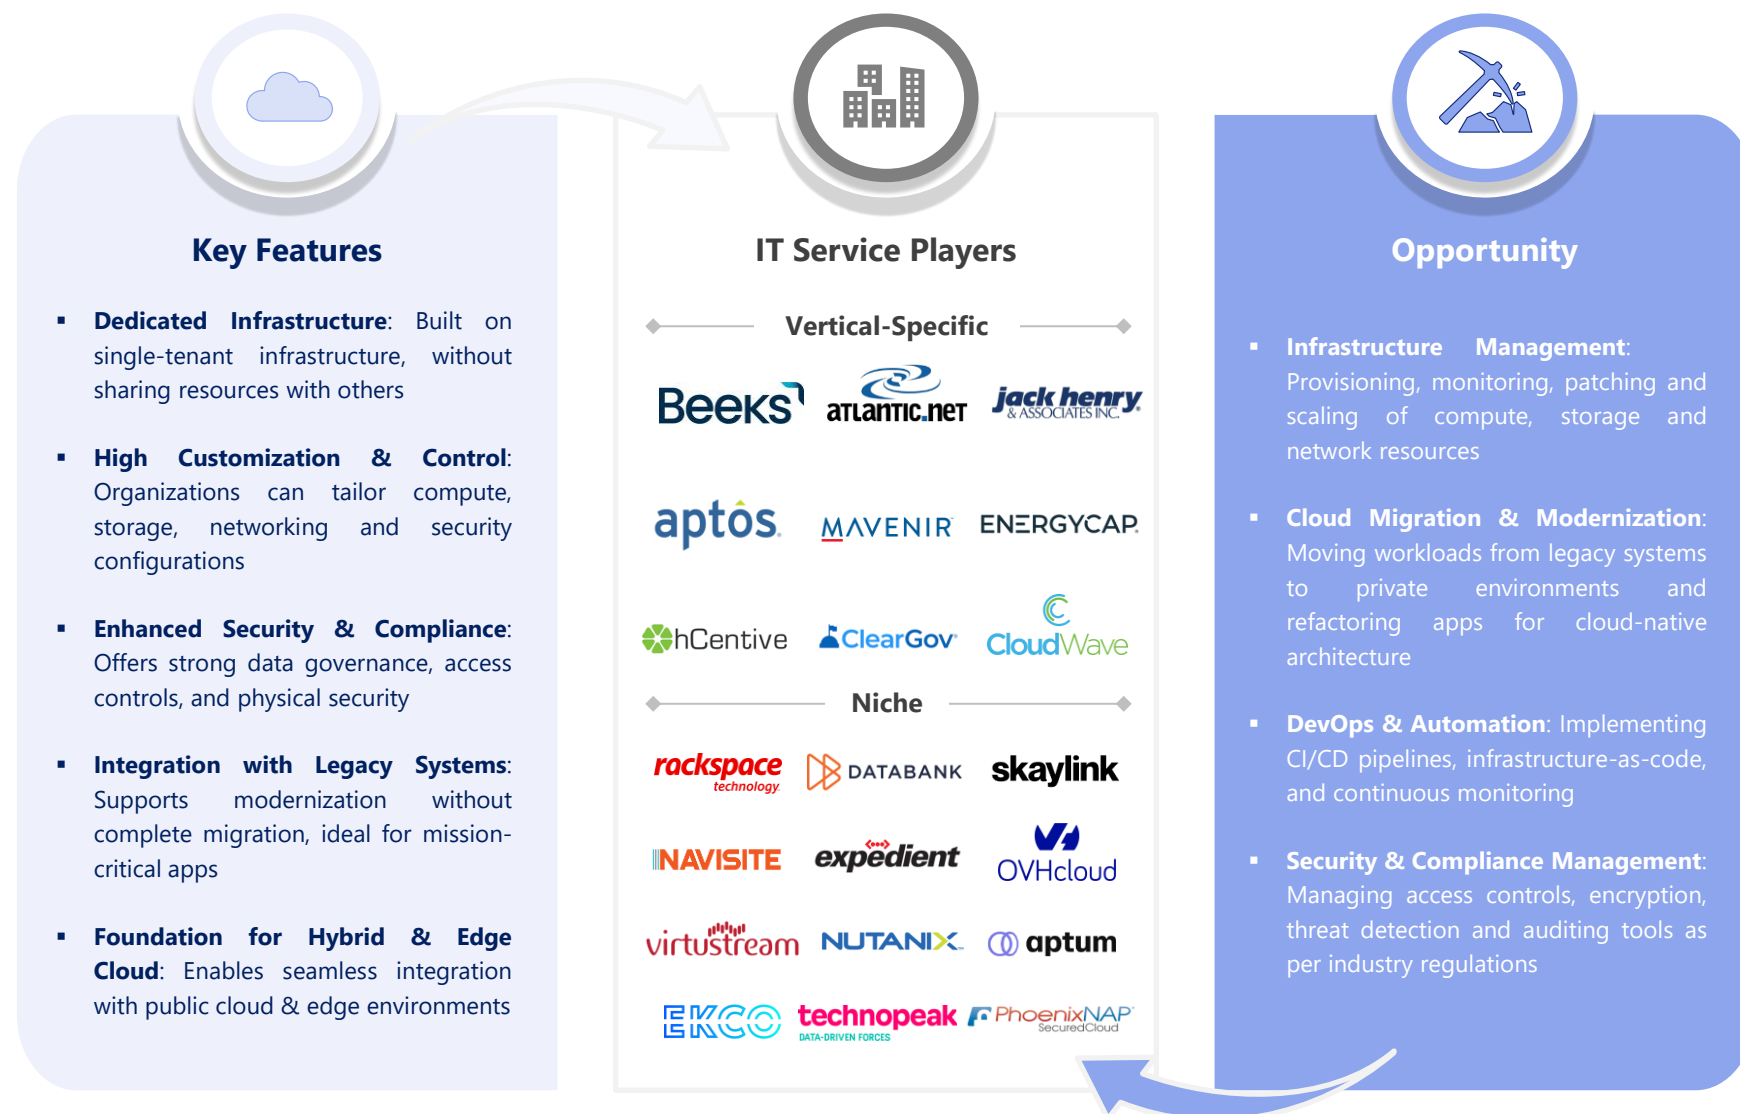 Key Features
▪ Dedicated Infrastructure: Built on
single-tenant infrastructure, without
sharing resources with others
▪ High Customization & Control:
Organizations can tailor compute,
storage, networking and security
configurations
▪ Enhanced Security & Compliance:
Offers strong data governance, access
controls, and physical security
▪ Integration with Legacy Systems:
Supports modernization without
complete migration, ideal for mission-
critical apps
▪ Foundation for Hybrid & Edge
Cloud: Enables seamless integration
with public cloud & edge environments
IT Service Players
Vertical-Specific
Beeks
ATLANTIC.NET
jack henry
& ASSOCIATES INC.
aptôs
MAVENIR
ENERGYCAP
hCentive
ClearGov
CloudWave
Niche
rackspace
technology
DATABANK
skaylink
NAVISITE
expedient
OVHcloud
virtustream
NUTANIX
aptum
EKCO
technopeak
DATA-DRIVEN FORCES
PhoenixNAP
SecuredCloud
Opportunity
▪ Infrastructure Management:
Provisioning, monitoring, patching and
scaling of compute, storage and
network resources
▪ Cloud Migration & Modernization:
Moving workloads from legacy systems
to private environments and
refactoring apps for cloud-native
architecture
▪ DevOps & Automation: Implementing
CI/CD pipelines, infrastructure-as-code,
and continuous monitoring
▪ Security & Compliance Management:
Managing access controls, encryption,
threat detection and auditing tools as
per industry regulations